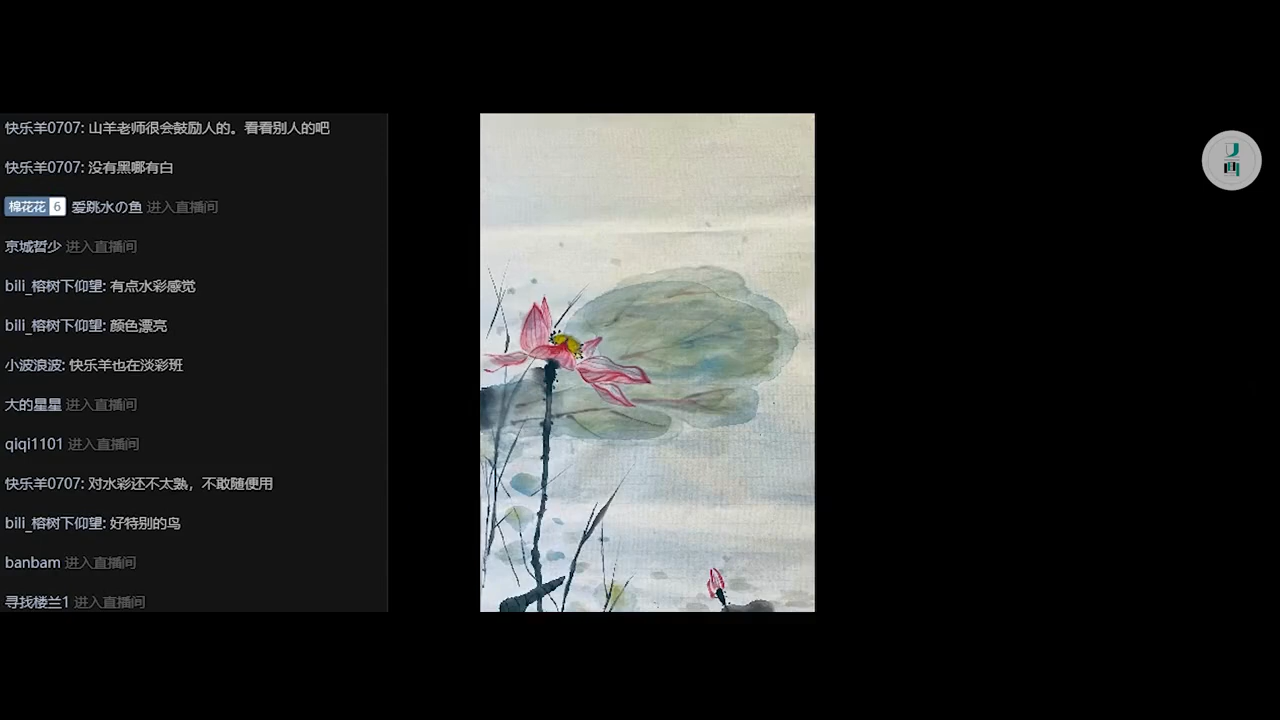 快乐羊0707: 山羊老师很会鼓励人的。看看别人的吧
快乐羊0707: 没有黑哪有白
棉花花 6 爱跳水の鱼 进入直播间
京城哲少 进入直播间
bili_榕树下仰望: 有点水彩感觉
bili_榕树下仰望: 颜色漂亮
小波浪波: 快乐羊也在淡彩班
大的星星 进入直播间
qiqi1101 进入直播间
快乐羊0707: 对水彩还不太熟，不敢随便用
bili_榕树下仰望: 好特别的鸟
banbam 进入直播间
寻找楼兰1 进入直播间